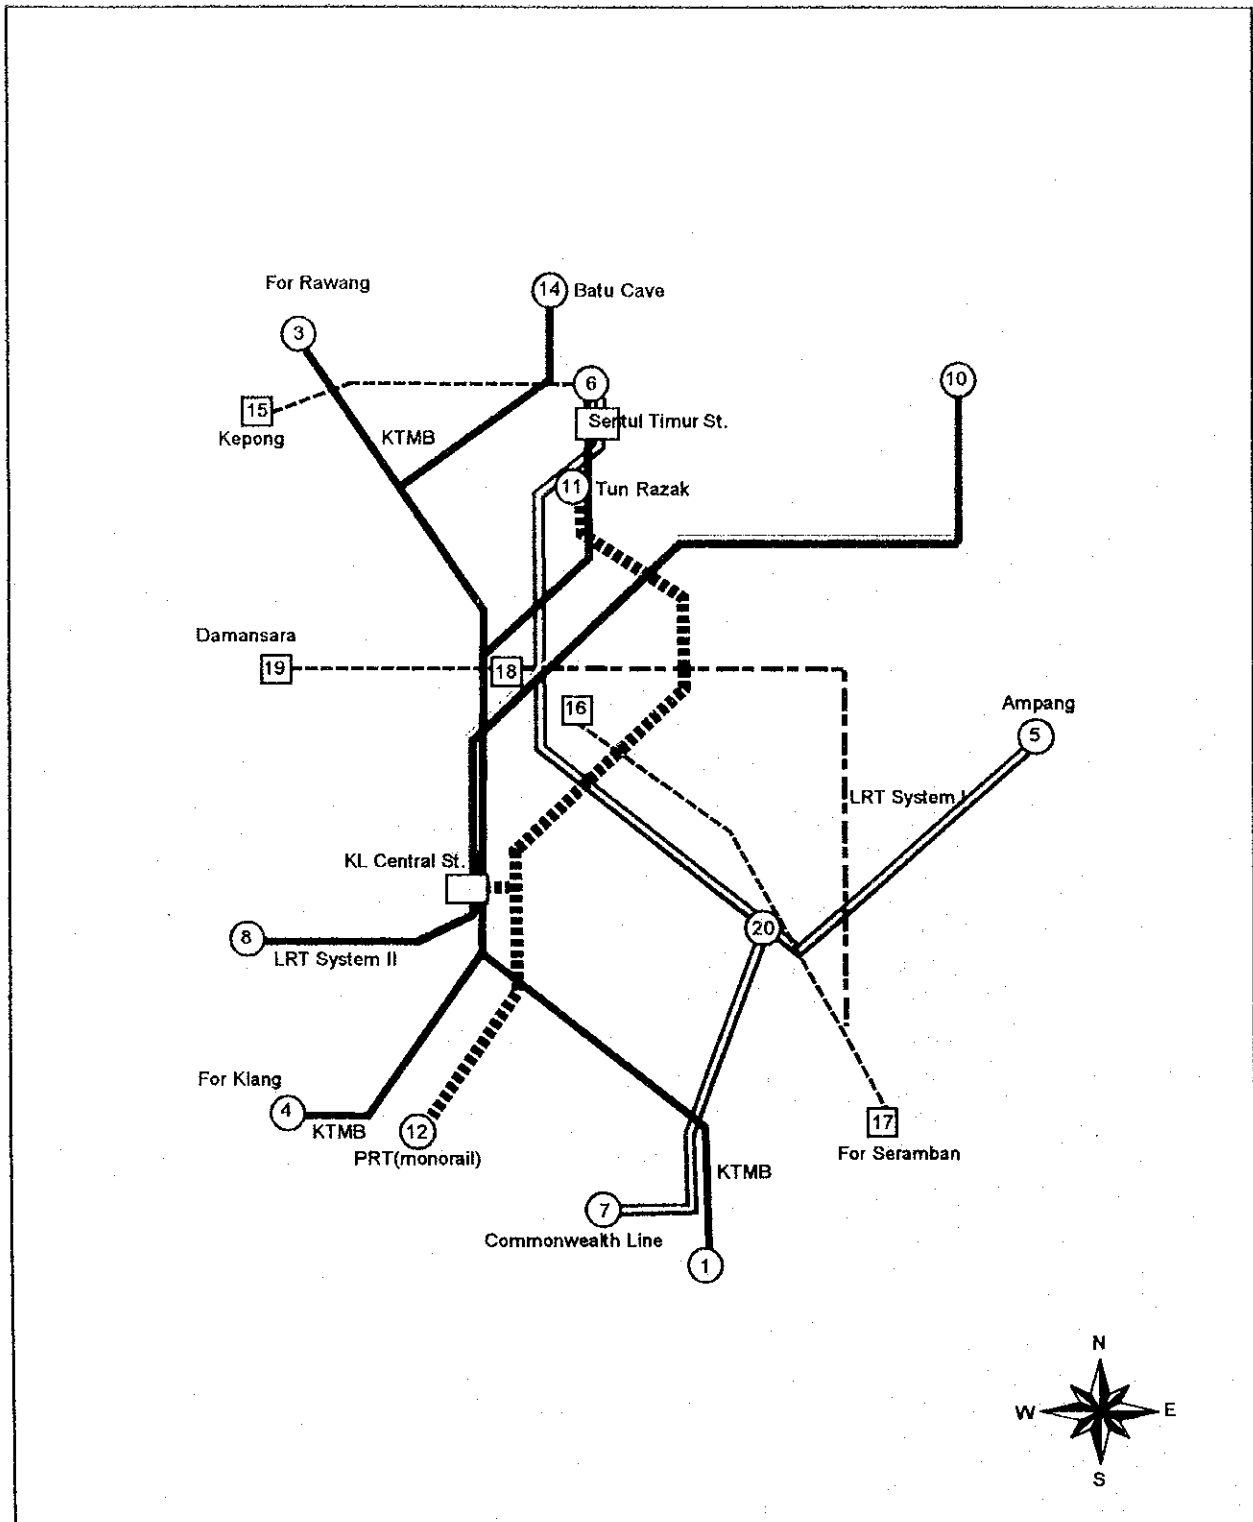 For Rawang
14 Batu Cave
3
6
10
15
Kepong
KTMB
Sentul Timur St.
11 Tun Razak
Damansara
19
18
16
Ampang
5
LRT System I
KL Central St.
20
8
LRT System II
For Klang
4
KTMB
12
PRT(monorail)
17
For Seramban
KTMB
7
Commonwealth Line
1
N
W E
S